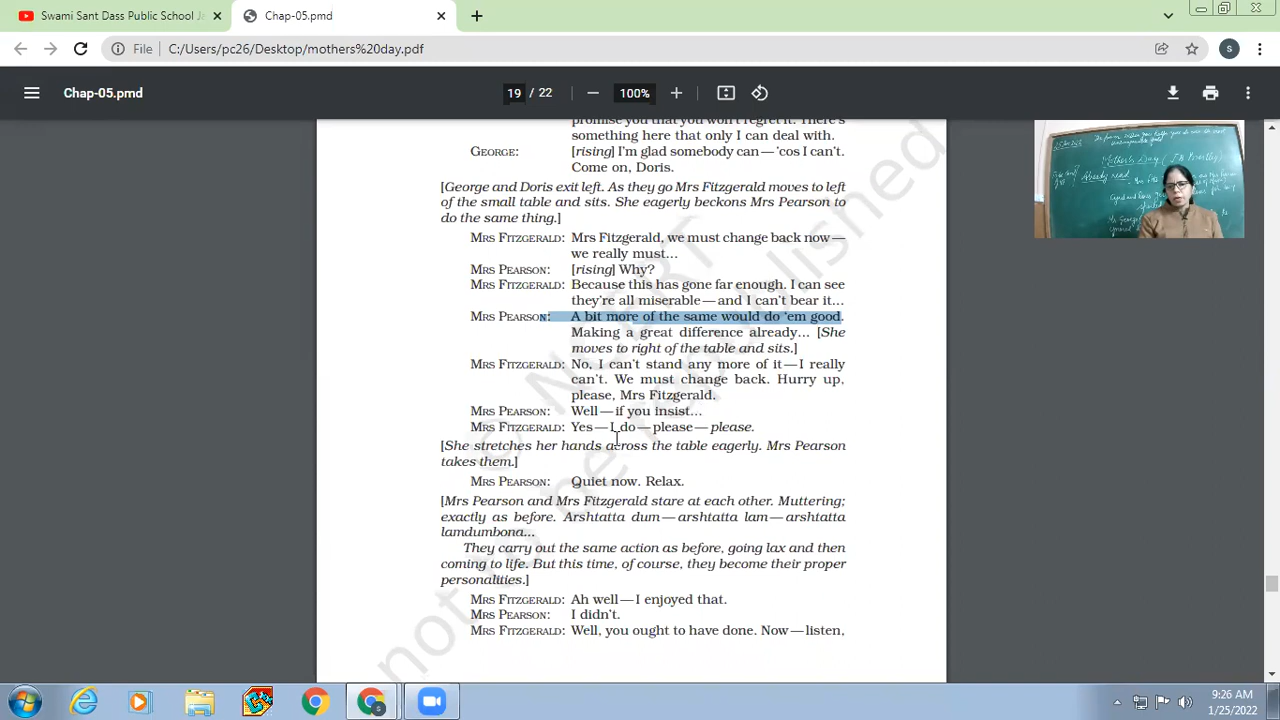 Swami Sant Dass Public School Ja
Chap-05.pmd
File
C:/Users/pc26/Desktop/mothers%20day.pdf
S
Chap-05.pmd
19 / 22
100%
promise you that you won't regret it. There's
something here that only I can deal with.
GEORGE: [rising] I'm glad somebody can—'cos I can't.
Come on, Doris.
[George and Doris exit left. As they go Mrs Fitzgerald moves to left
of the small table and sits. She eagerly beckons Mrs Pearson to
do the same thing.]
MRS FITZGERALD: Mrs Fitzgerald, we must change back now—
we really must...
MRS PEARSON: [rising] Why?
MRS FITZGERALD: Because this has gone far enough. I can see
they're all miserable—and I can't bear it...
MRS PEARSON: A bit more of the same would do 'em good.
Making a great difference already... [She
moves to right of the table and sits.]
MRS FITZGERALD: No, I can't stand any more of it—I really
can't. We must change back. Hurry up,
please, Mrs Fitzgerald.
MRS PEARSON: Well—if you insist...
MRS FITZGERALD: Yes—I do—please—please.
[She stretches her hands across the table eagerly. Mrs Pearson
takes them.]
MRS PEARSON: Quiet now. Relax.
[Mrs Pearson and Mrs Fitzgerald stare at each other. Muttering;
exactly as before. Arshtatta dum—arshtatta lam—arshtatta
lamdumbona...
They carry out the same action as before, going lax and then
coming to life. But this time, of course, they become their proper
personalities.]
MRS FITZGERALD: Ah well—I enjoyed that.
MRS PEARSON: I didn't.
MRS FITZGERALD: Well, you ought to have done. Now—listen,
© NCERT
not to be republished
Mother's Day
Already read
9:26 AM
1/25/2022